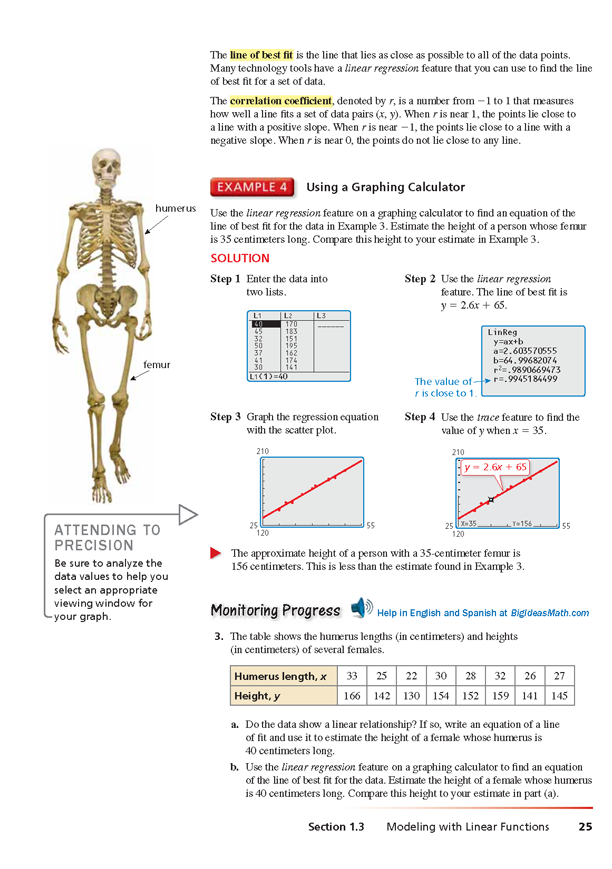 The line of best fit is the line that lies as close as possible to all of the data points.
Many technology tools have a linear regression feature that you can use to find the line
of best fit for a set of data.
The correlation coefficient, denoted by r, is a number from −1 to 1 that measures
how well a line fits a set of data pairs (x, y). When r is near 1, the points lie close to
a line with a positive slope. When r is near −1, the points lie close to a line with a
negative slope. When r is near 0, the points do not lie close to any line.
EXAMPLE 4 Using a Graphing Calculator
humerus
Use the linear regression feature on a graphing calculator to find an equation of the
line of best fit for the data in Example 3. Estimate the height of a person whose femur
is 35 centimeters long. Compare this height to your estimate in Example 3.
SOLUTION
Step 1 Enter the data into
two lists.
L1 L2 L3
40 170 ------
45 183
32 151
50 195
37 162
41 174
30 141
L1(1)=40
Step 2 Use the linear regression
feature. The line of best fit is
y = 2.6x + 65.
LinReg
y=ax+b
a=2.603570555
b=64.99682074
r²=.9890669473
r=.9945184499
The value of
r is close to 1.
femur
Step 3 Graph the regression equation
with the scatter plot.
210
25
120
55
Step 4 Use the trace feature to find the
value of y when x = 35.
210
y = 2.6x + 65
X=35 Y=156
25
120
55
ATTENDING TO
PRECISION
Be sure to analyze the
data values to help you
select an appropriate
viewing window for
your graph.
The approximate height of a person with a 35-centimeter femur is
156 centimeters. This is less than the estimate found in Example 3.
Monitoring Progress Help in English and Spanish at BigIdeasMath.com
3. The table shows the humerus lengths (in centimeters) and heights
(in centimeters) of several females.
Humerus length, x 33 25 22 30 28 32 26 27
Height, y 166 142 130 154 152 159 141 145
a. Do the data show a linear relationship? If so, write an equation of a line
of fit and use it to estimate the height of a female whose humerus is
40 centimeters long.
b. Use the linear regression feature on a graphing calculator to find an equation
of the line of best fit for the data. Estimate the height of a female whose humerus
is 40 centimeters long. Compare this height to your estimate in part (a).
Section 1.3 Modeling with Linear Functions 25